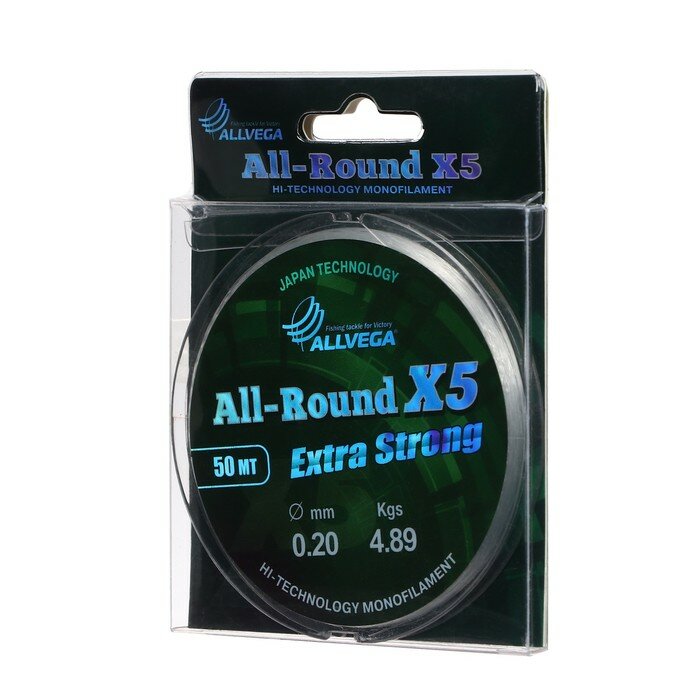 Fishing tackle for Victory
ALLVEGA
All-Round X5
HI-TECHNOLOGY MONOFILAMENT
JAPAN TECHNOLOGY
Fishing tackle for Victory
ALLVEGA®
All-Round X5
Extra Strong
50 MT
Ø mm Kgs
0.20 4.89
HI-TECHNOLOGY MONOFILAMENT